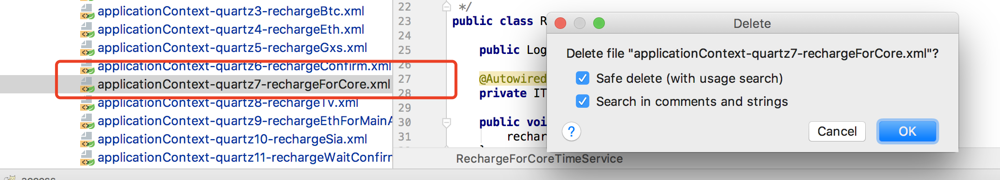 applicationContext-quartz3-rechargeBtc.xml
applicationContext-quartz4-rechargeEth.xml
applicationContext-quartz5-rechargeGxs.xml
applicationContext-quartz6-rechargeConfirm.xml
applicationContext-quartz7-rechargeForCore.xml
applicationContext-quartz8-rechargeTv.xml
applicationContext-quartz9-rechargeEthForMainA
applicationContext-quartz10-rechargeSia.xml
applicationContext-quartz11-rechargeWaitConfirm
22 */
23 public class R
24
25 public Log
26
27 @Autowired
28 private IT
29
30 public voi
31 rechar
RechargeForCoreTimeService
Delete
Delete file "applicationContext-quartz7-rechargeForCore.xml"?
Safe delete (with usage search)
Search in comments and strings
?
Cancel
OK